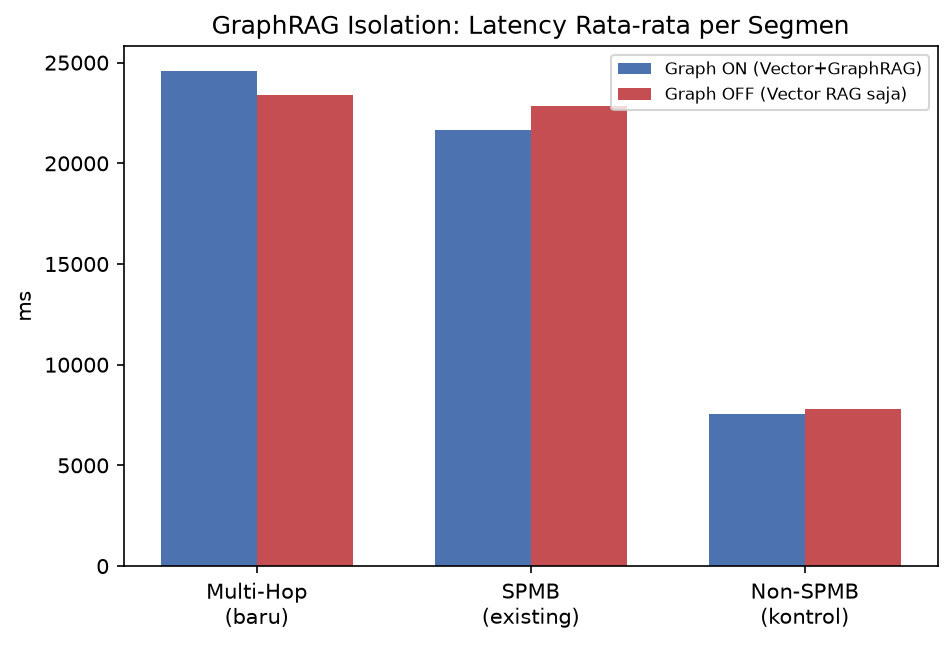 GraphRAG Isolation: Latency Rata-rata per Segmen
Graph ON (Vector+GraphRAG)
Graph OFF (Vector RAG saja)
ms
25000
20000
15000
10000
5000
0
Multi-Hop
(baru)
SPMB
(existing)
Non-SPMB
(kontrol)